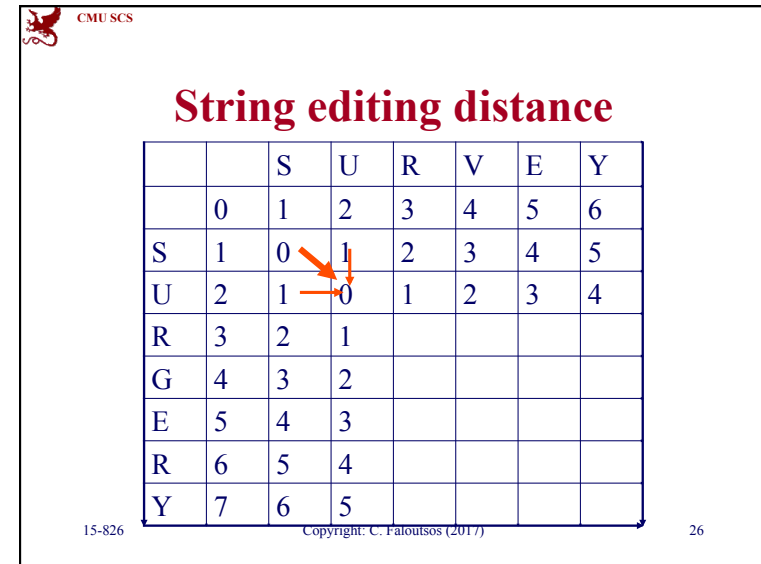 CMU SCS
String editing distance
S U R V E Y
0 1 2 3 4 5 6
S 1 0 1 2 3 4 5
U 2 1 0 1 2 3 4
R 3 2 1
G 4 3 2
E 5 4 3
R 6 5 4
Y 7 6 5
15-826 Copyright: C. Faloutsos (2017) 26